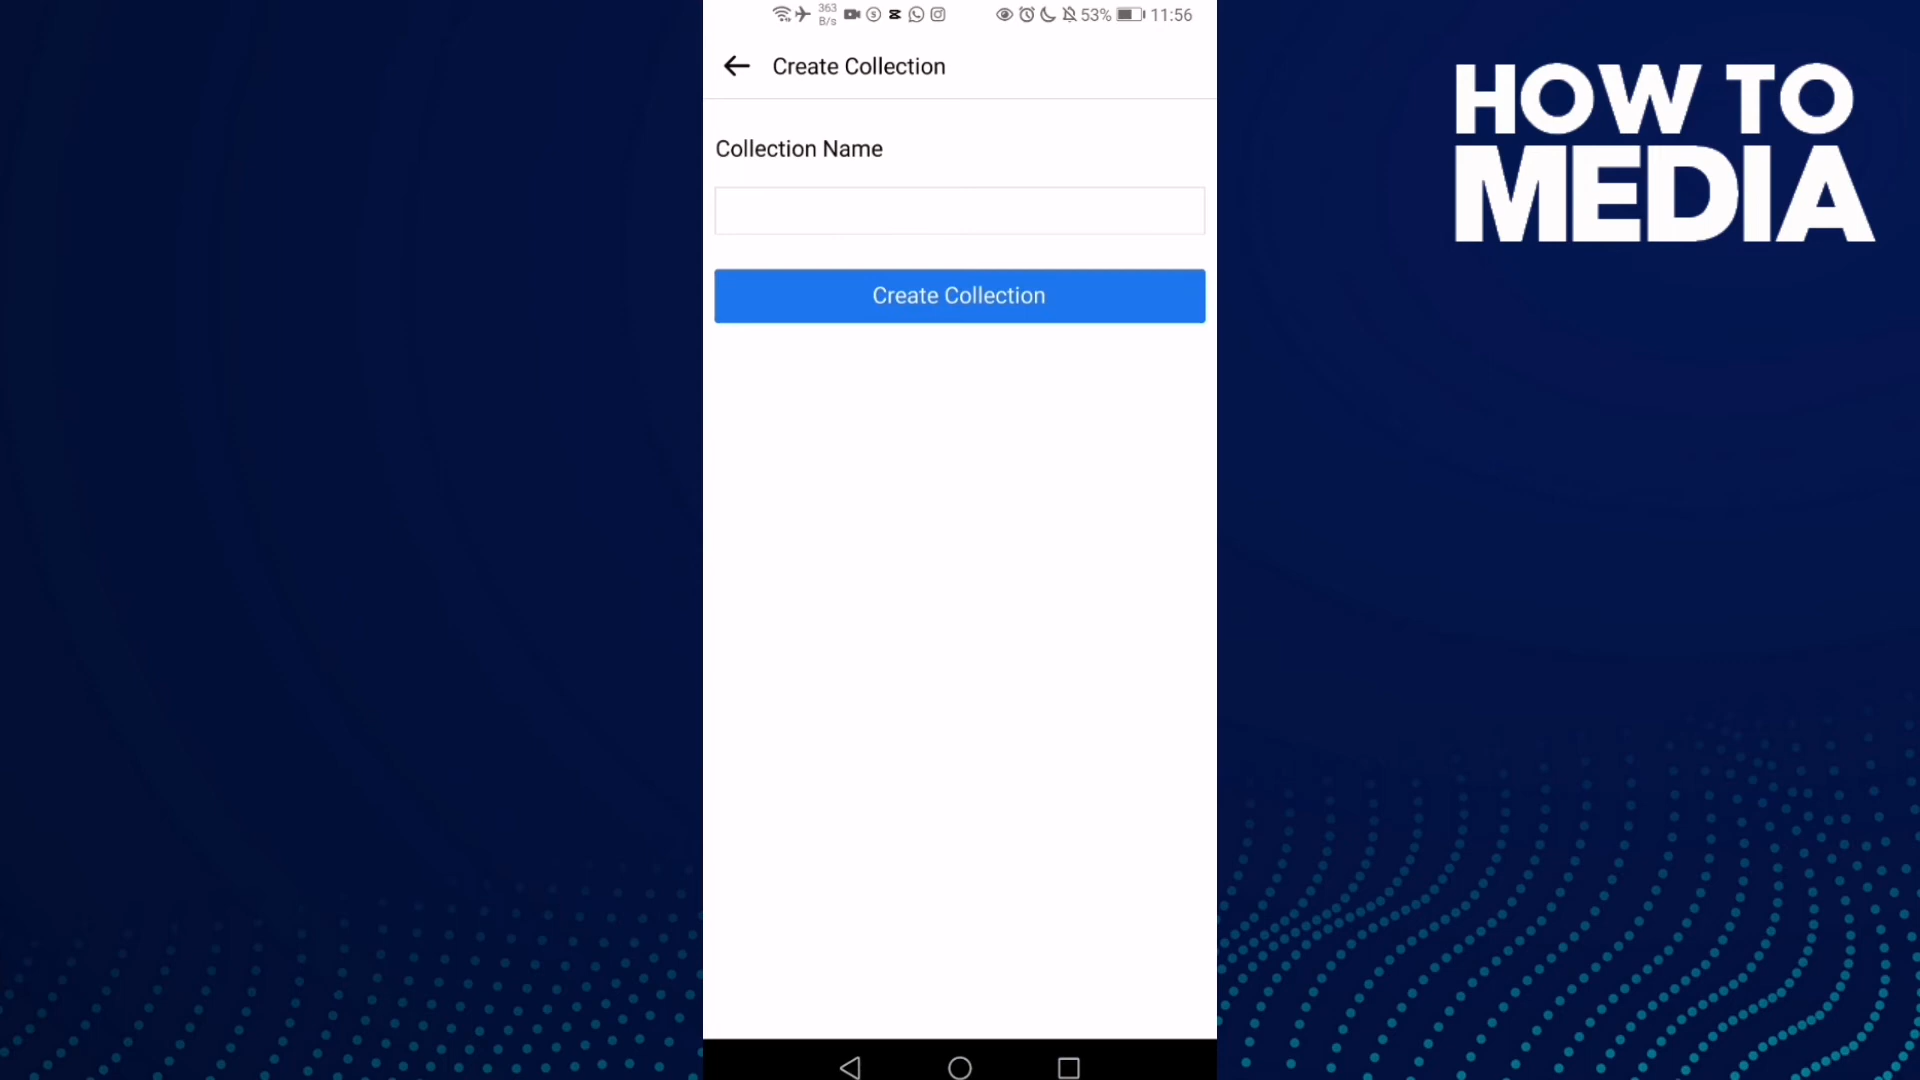 363
B/s
53%
11:56
Create Collection
Collection Name
Create Collection
HOW TO
MEDIA